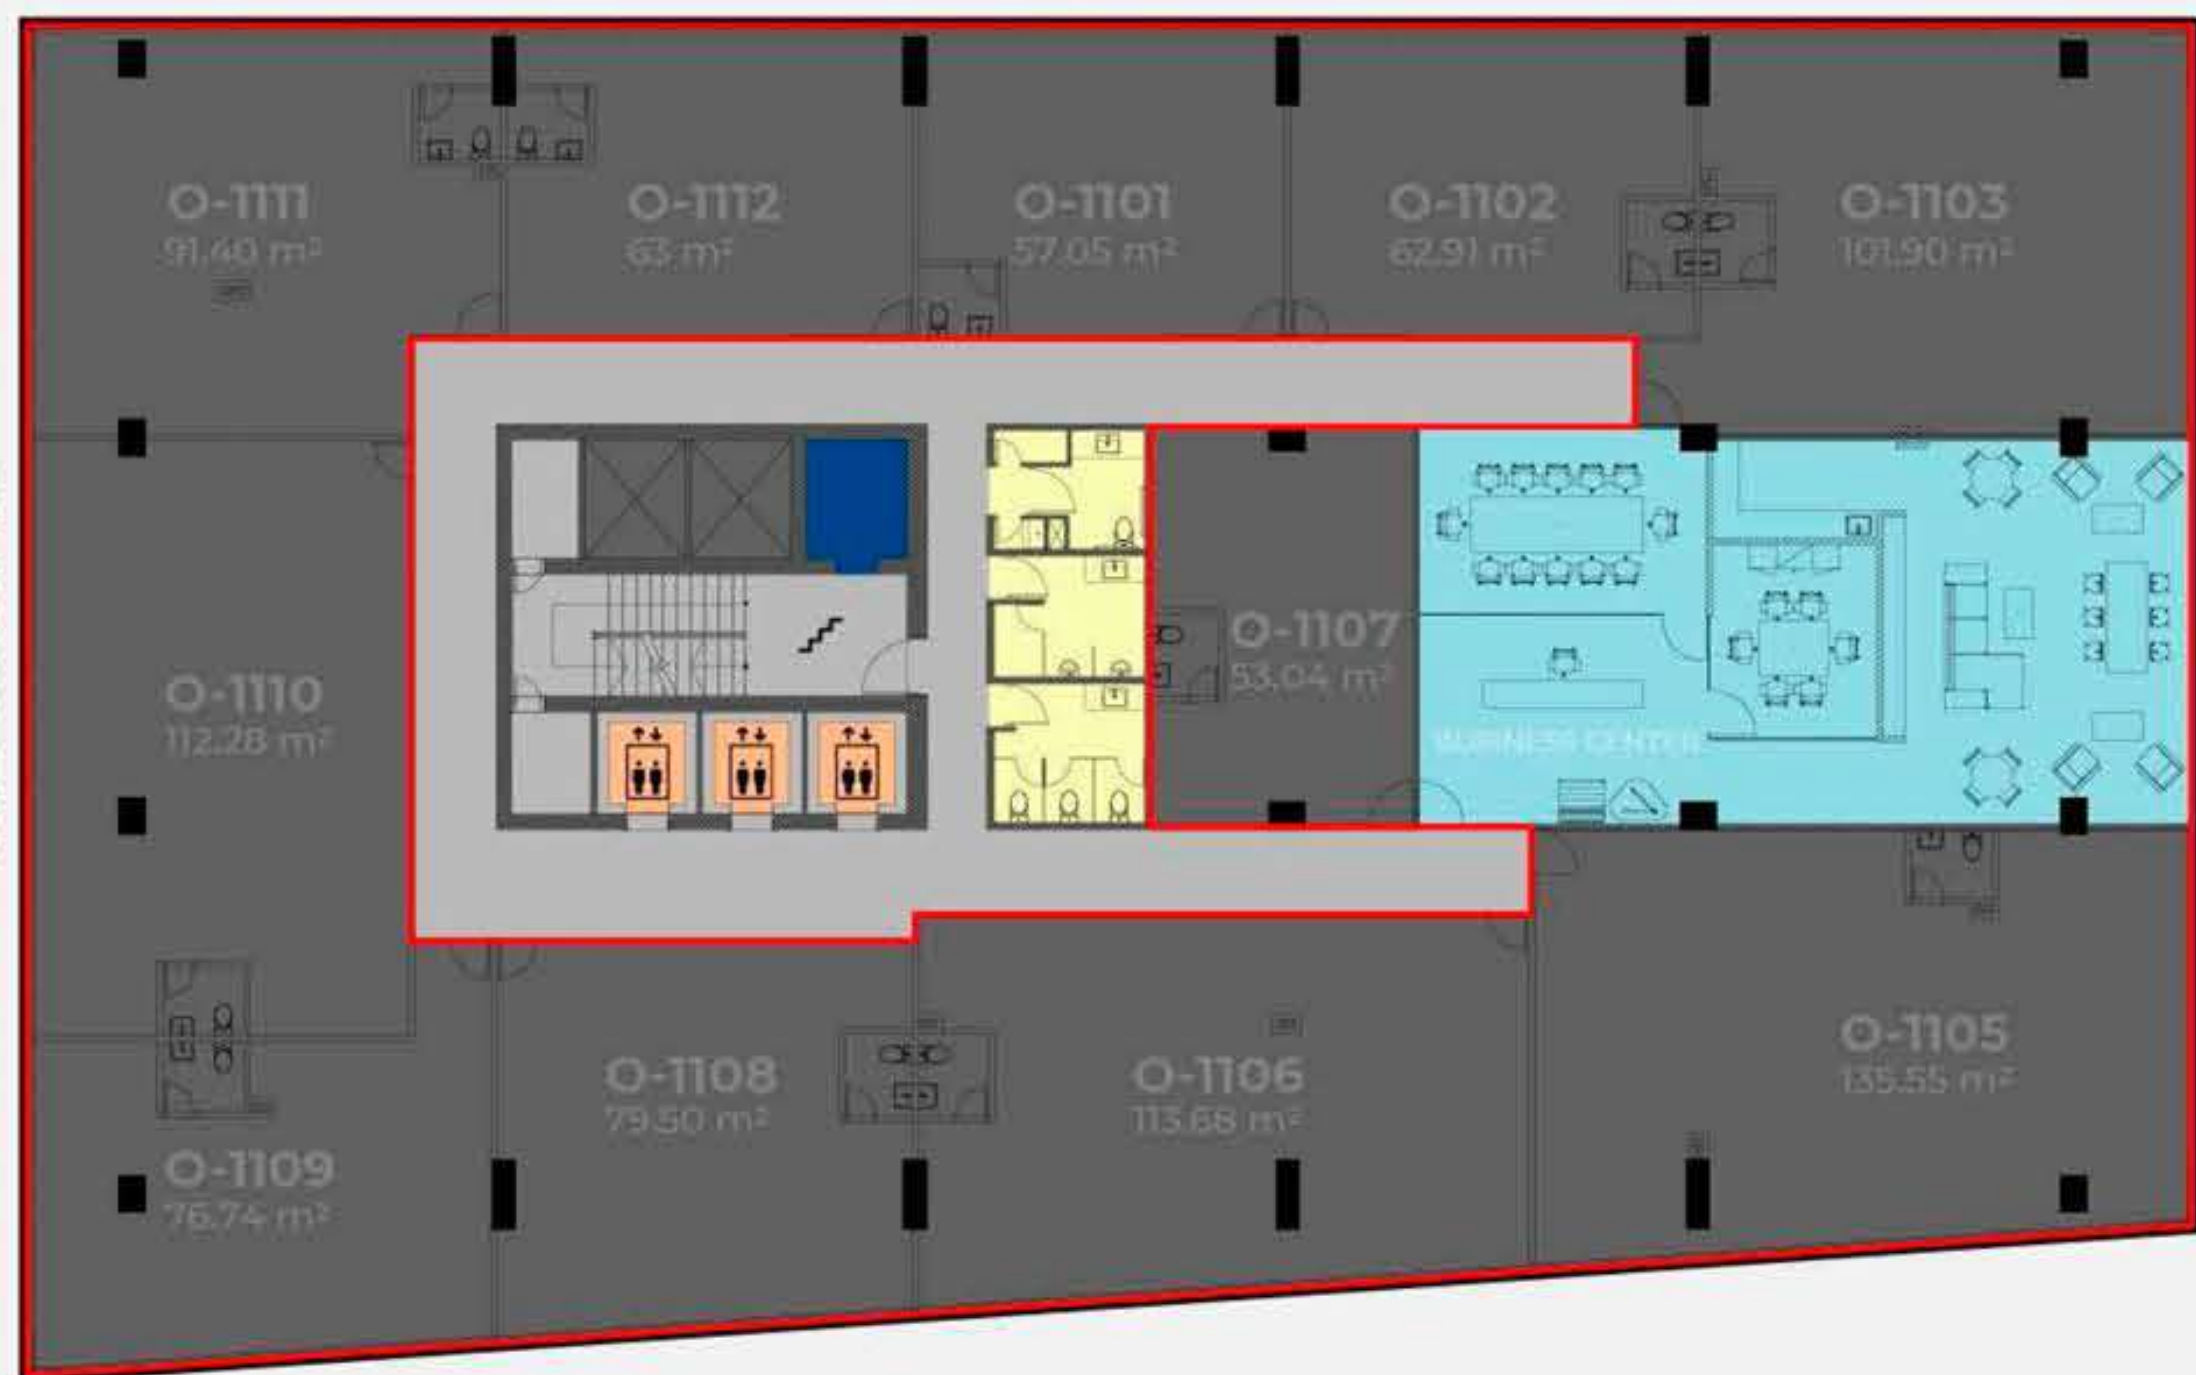 O-1111
91.40 m²
O-1112
63 m²
O-1101
57.05 m²
O-1102
62.91 m²
O-1103
101.90 m²
O-1107
53.04 m²
O-1110
112.28 m²
BUSINESS CENTER
O-1108
79.50 m²
O-1106
113.68 m²
O-1105
135.55 m²
O-1109
76.74 m²